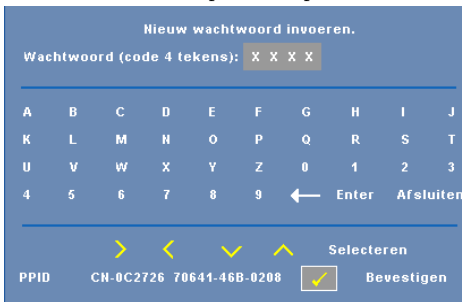 Nieuw wachtwoord invoeren.
Wachtwoord (code 4 tekens): X X X X
A B C D E F G H I J
K L M N O P Q R S T
U V W X Y Z 0 1 2 3
4 5 6 7 8 9 ← Enter Afsluiten
Selecteren
PPID CN-0C2726 70641-46B-0208 ✓ Bevestigen